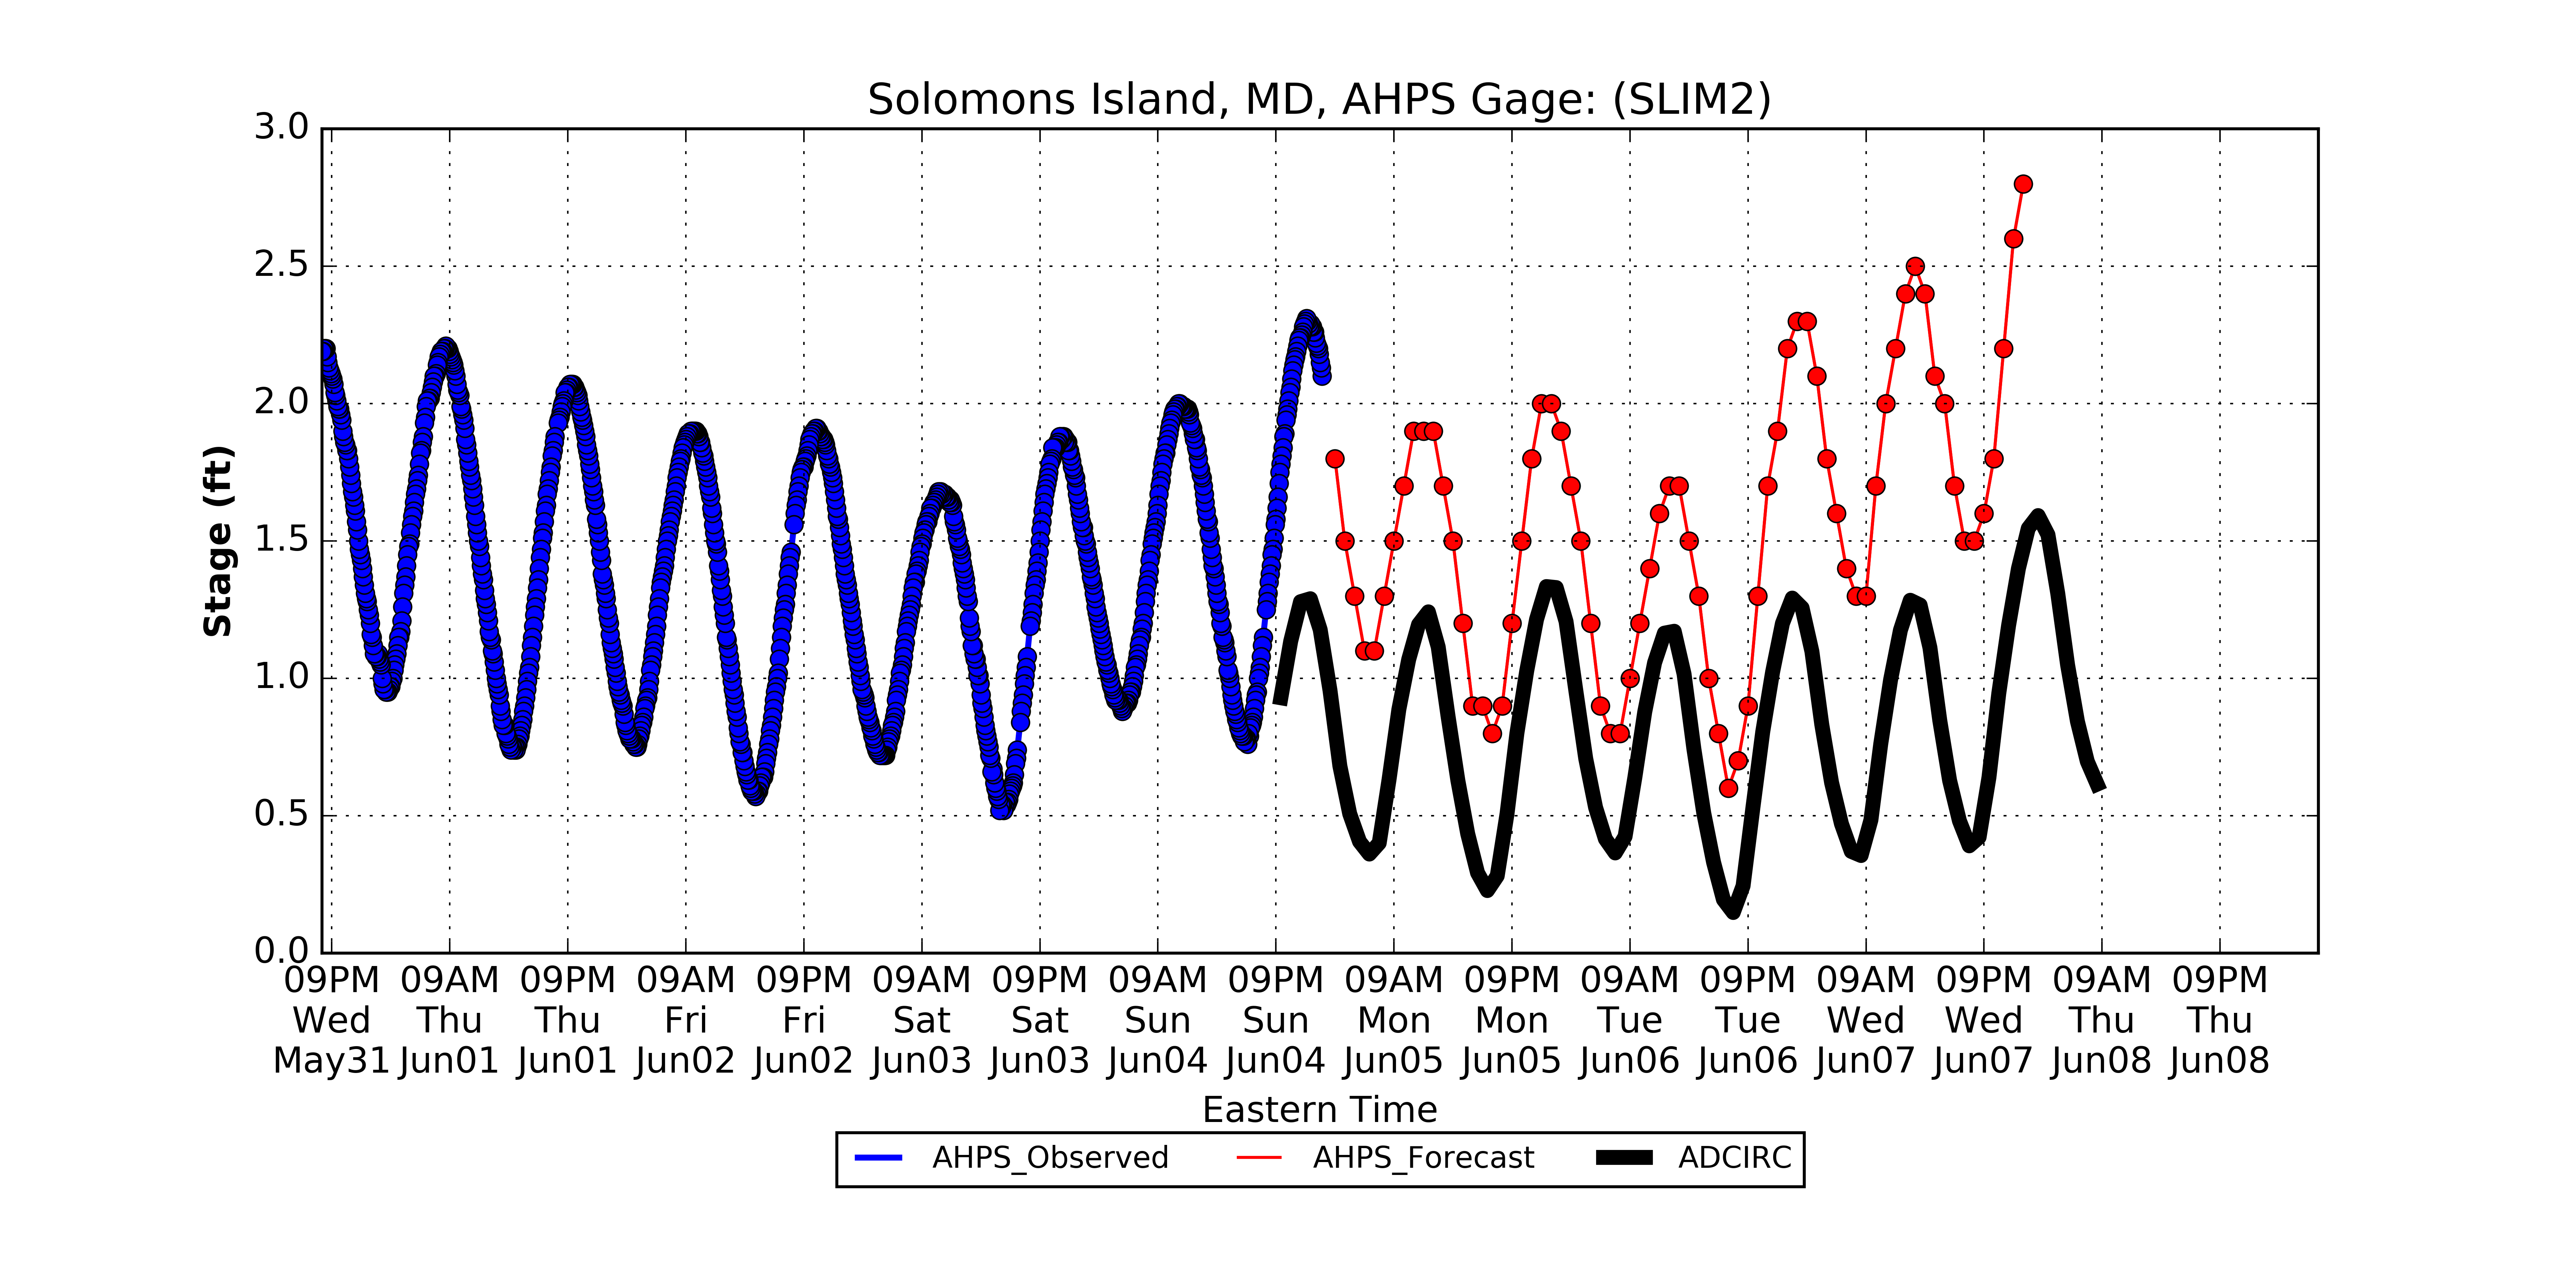 Solomons Island, MD, AHPS Gage: (SLIM2)
3.0
2.5
2.0
1.5
1.0
0.5
0.0
Stage (ft)
09PM 09AM 09PM 09AM 09PM 09AM 09PM 09AM 09PM 09AM 09PM 09AM 09PM 09AM 09PM 09AM 09PM
Wed Thu Thu Fri Fri Sat Sat Sun Sun Mon Mon Tue Tue Wed Wed Thu Thu
May31 Jun01 Jun01 Jun02 Jun02 Jun03 Jun03 Jun04 Jun04 Jun05 Jun05 Jun06 Jun06 Jun07 Jun07 Jun08 Jun08
Eastern Time
AHPS_Observed AHPS_Forecast ADCIRC